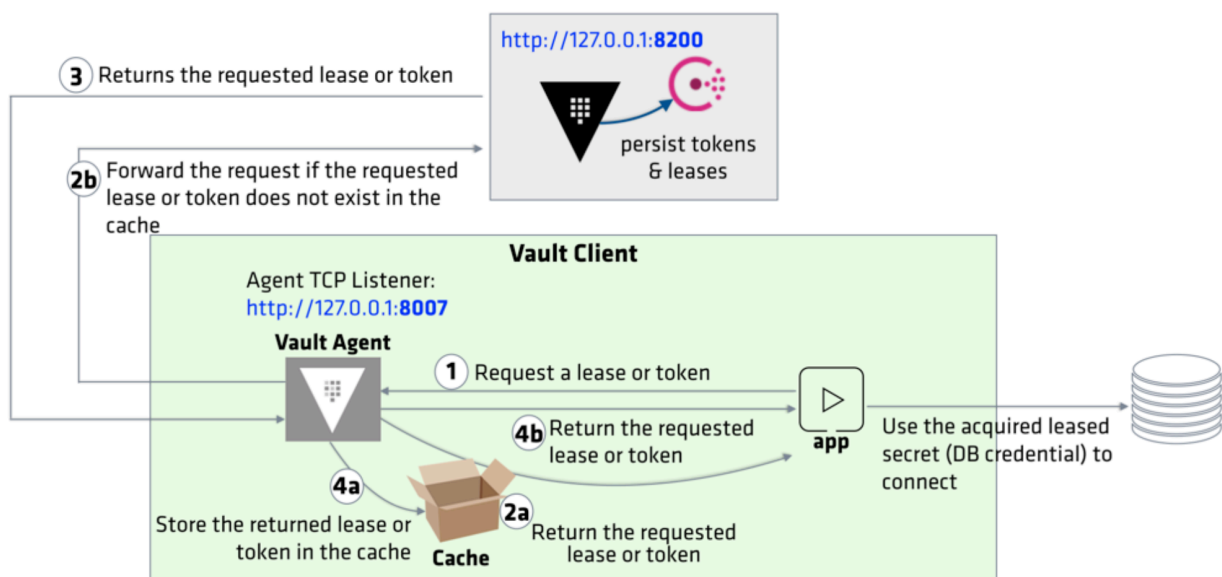 http://127.0.0.1:8200
3 Returns the requested lease or token
persist tokens
& leases
2b Forward the request if the requested
lease or token does not exist in the
cache
Vault Client
Agent TCP Listener:
http://127.0.0.1:8007
Vault Agent
1 Request a lease or token
4b Return the requested
lease or token
app
Use the acquired leased
secret (DB credential) to
connect
4a
Store the returned lease or
token in the cache
Cache
2a
Return the requested
lease or token